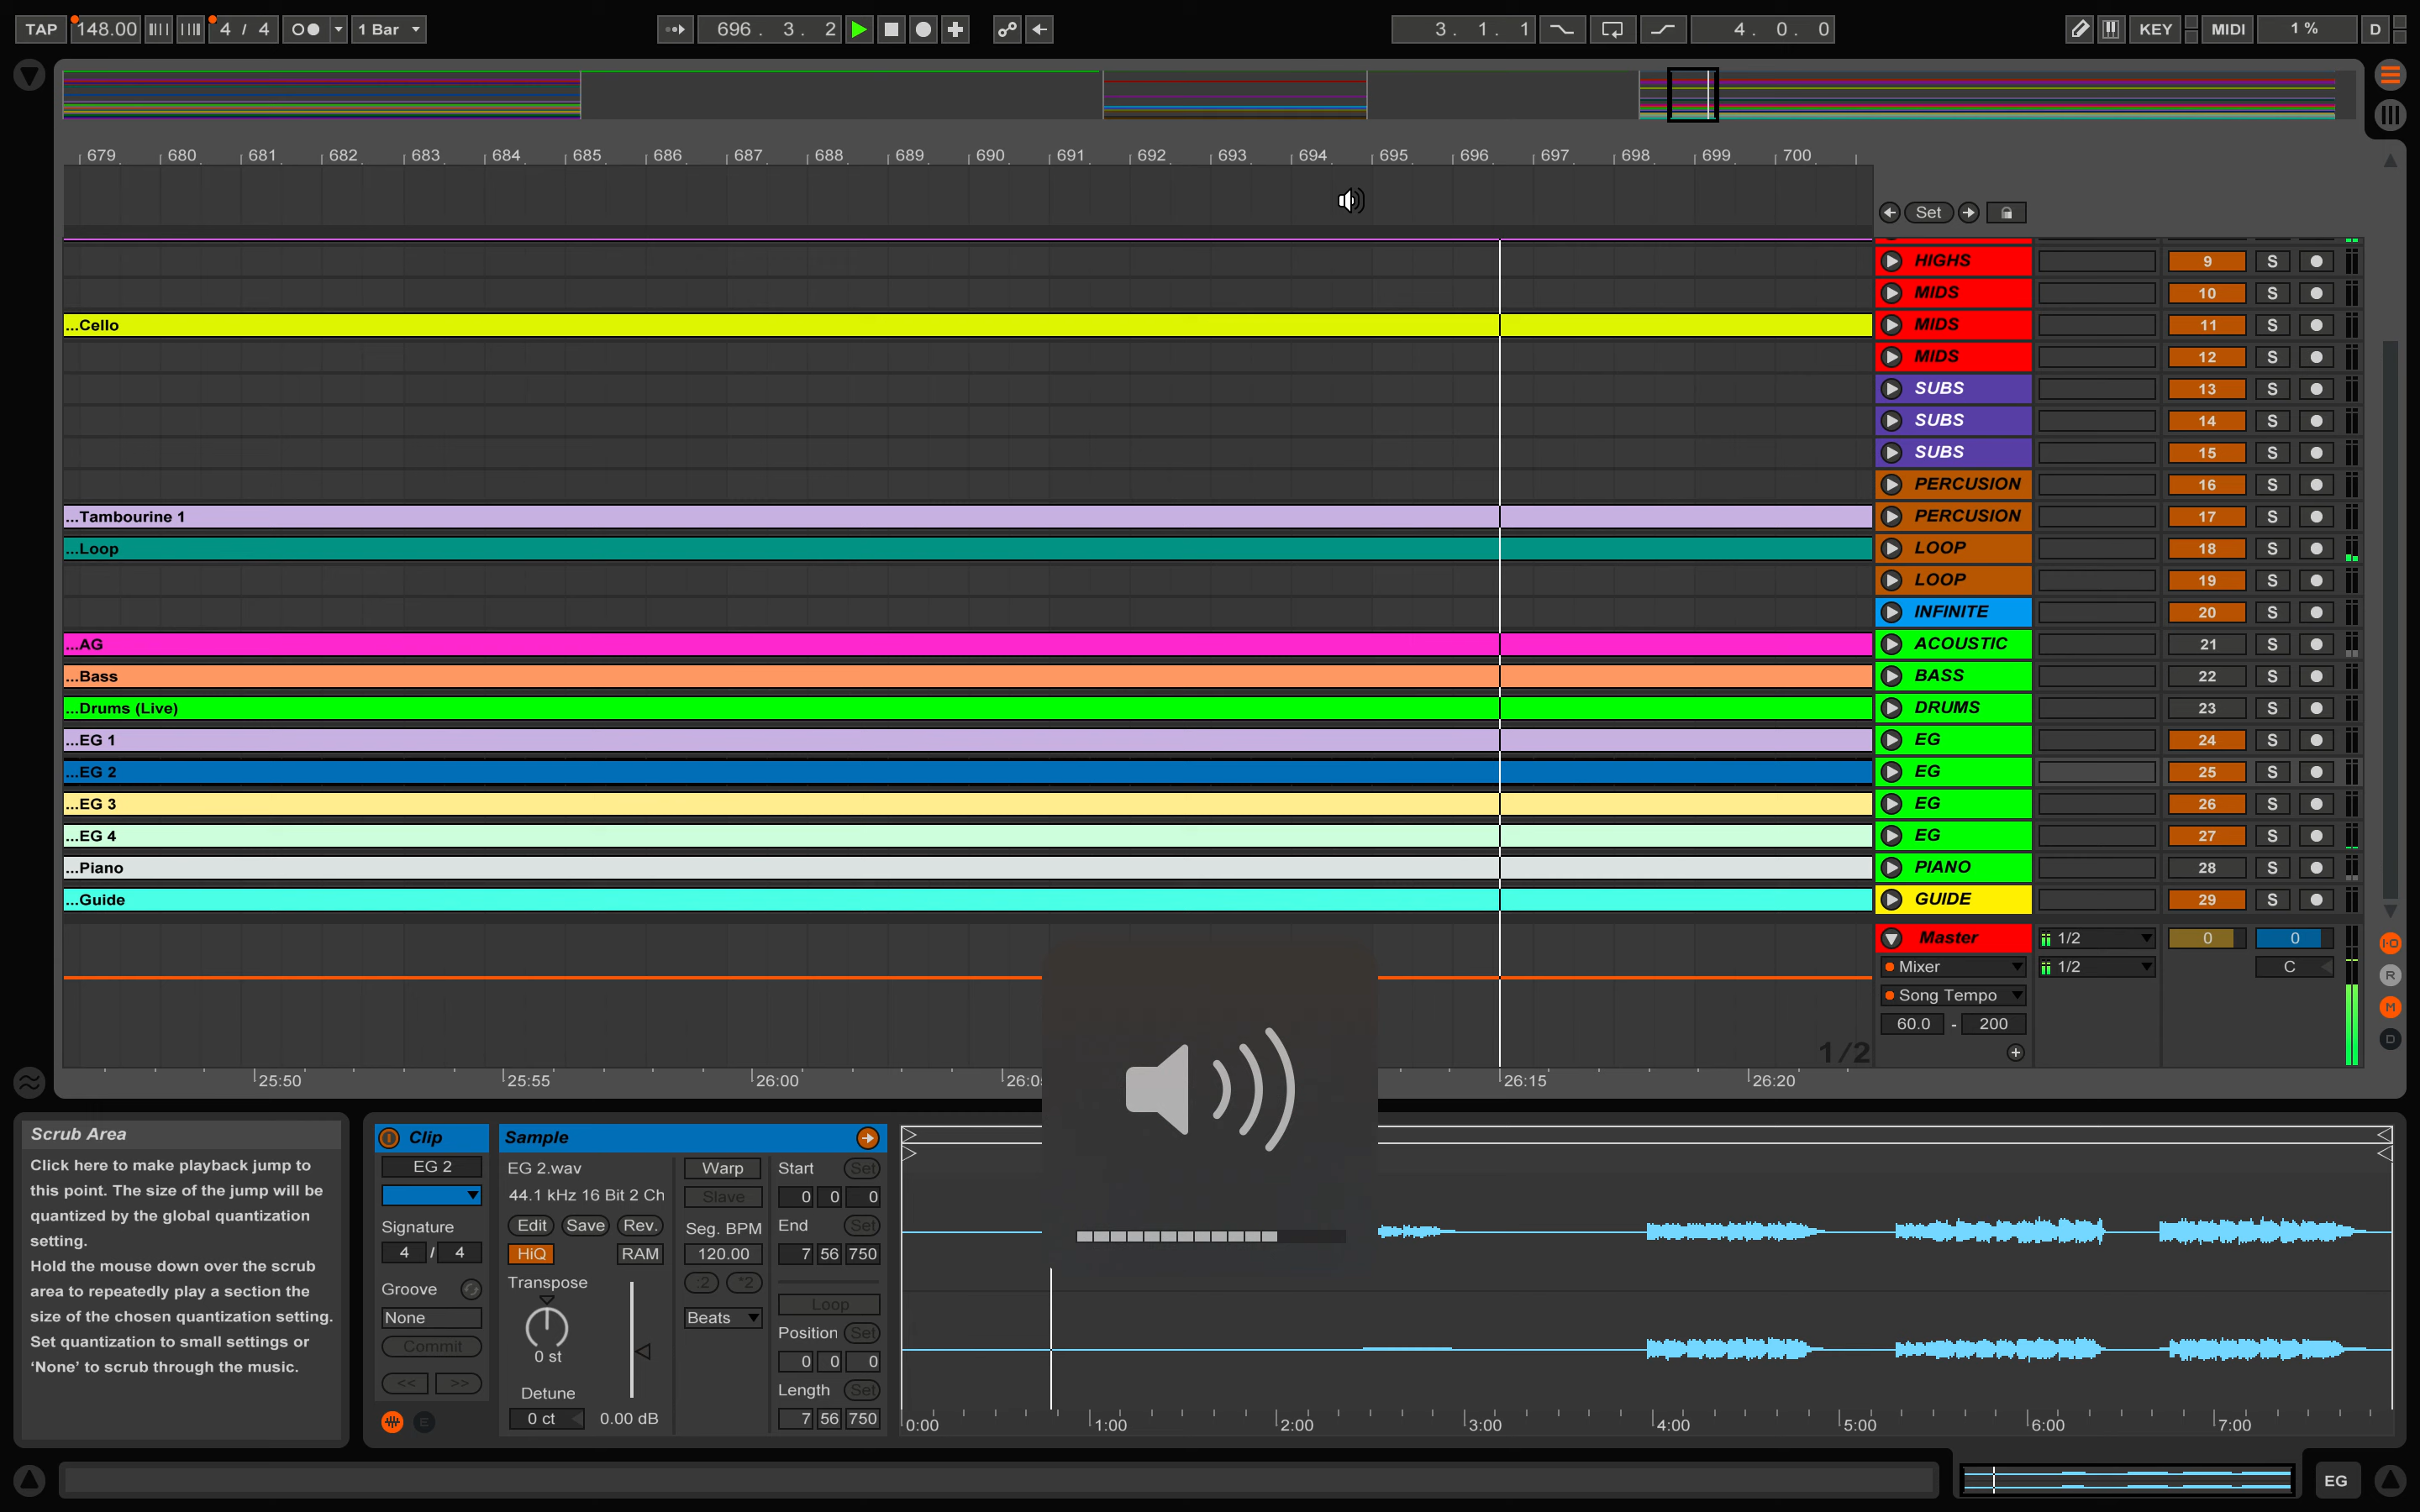 TAP 148.00 4 / 4 1 Bar 696 . 3 . 2 3 . 1 . 1 4 . 0 . 0 KEY MIDI 1 % D
679 680 681 682 683 684 685 686 687 688 689 690 691 692 693 694 695 696 697 698 699 700
Set
HIGHS 9 S
MIDS 10 S
...Cello MIDS 11 S
MIDS 12 S
SUBS 13 S
SUBS 14 S
SUBS 15 S
PERCUSION 16 S
...Tambourine 1 PERCUSION 17 S
...Loop LOOP 18 S
LOOP 19 S
INFINITE 20 S
...AG ACOUSTIC 21 S
...Bass BASS 22 S
...Drums (Live) DRUMS 23 S
...EG 1 EG 24 S
...EG 2 EG 25 S
...EG 3 EG 26 S
...EG 4 EG 27 S
...Piano PIANO 28 S
...Guide GUIDE 29 S
Master 1/2 0 0 I·O
Mixer 1/2 C R
Song Tempo M
60.0 - 200 D
1/2
25:50 25:55 26:00 26:0 26:15 26:20
Scrub Area
Click here to make playback jump to
this point. The size of the jump will be
quantized by the global quantization
setting.
Hold the mouse down over the scrub
area to repeatedly play a section the
size of the chosen quantization setting.
Set quantization to small settings or
‘None’ to scrub through the music.
Clip
EG 2
Signature
4 / 4
Groove
None
Commit
<< >>
E
Sample
EG 2.wav
44.1 kHz 16 Bit 2 Ch
Edit Save Rev.
HiQ RAM
Transpose
0 st
Detune
0 ct 0.00 dB
Warp
Slave
Seg. BPM
120.00
:2 *2
Beats
Start Set
0 0 0
End Set
7 56 750
Loop
Position Set
0 0 0
Length Set
7 56 750
0:00 1:00 2:00 3:00 4:00 5:00 6:00 7:00
EG